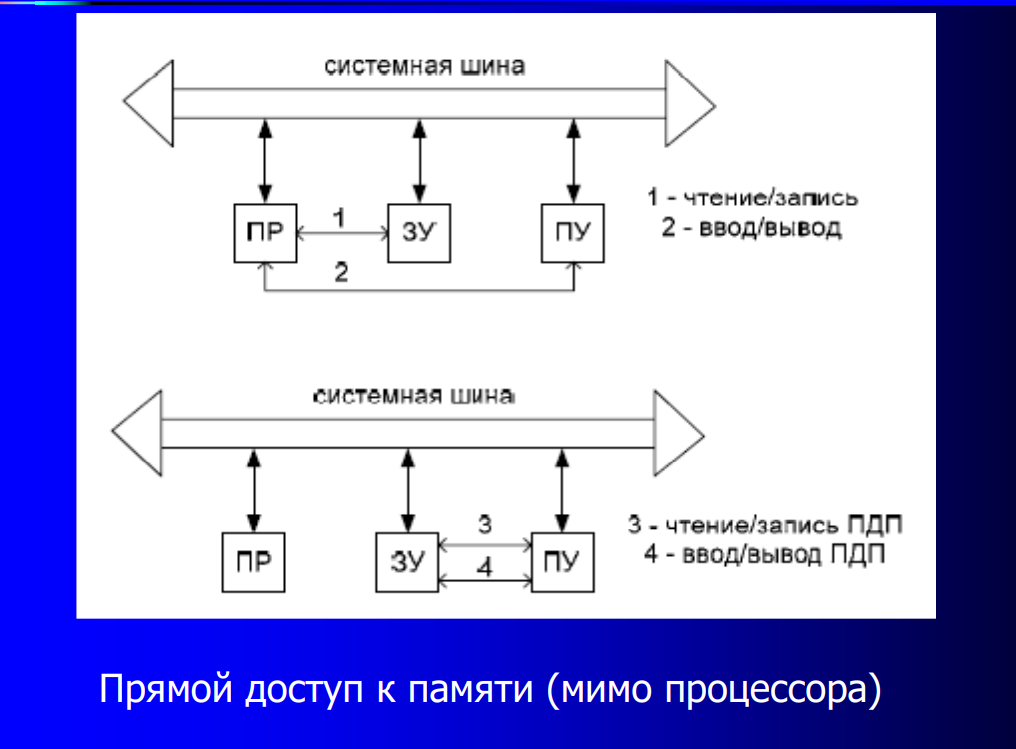 системная шина
ПР
1
ЗУ
ПУ
2
1 - чтение/запись
2 - ввод/вывод
системная шина
ПР
ЗУ
3
4
ПУ
3 - чтение/запись ПДП
4 - ввод/вывод ПДП
Прямой доступ к памяти (мимо процессора)